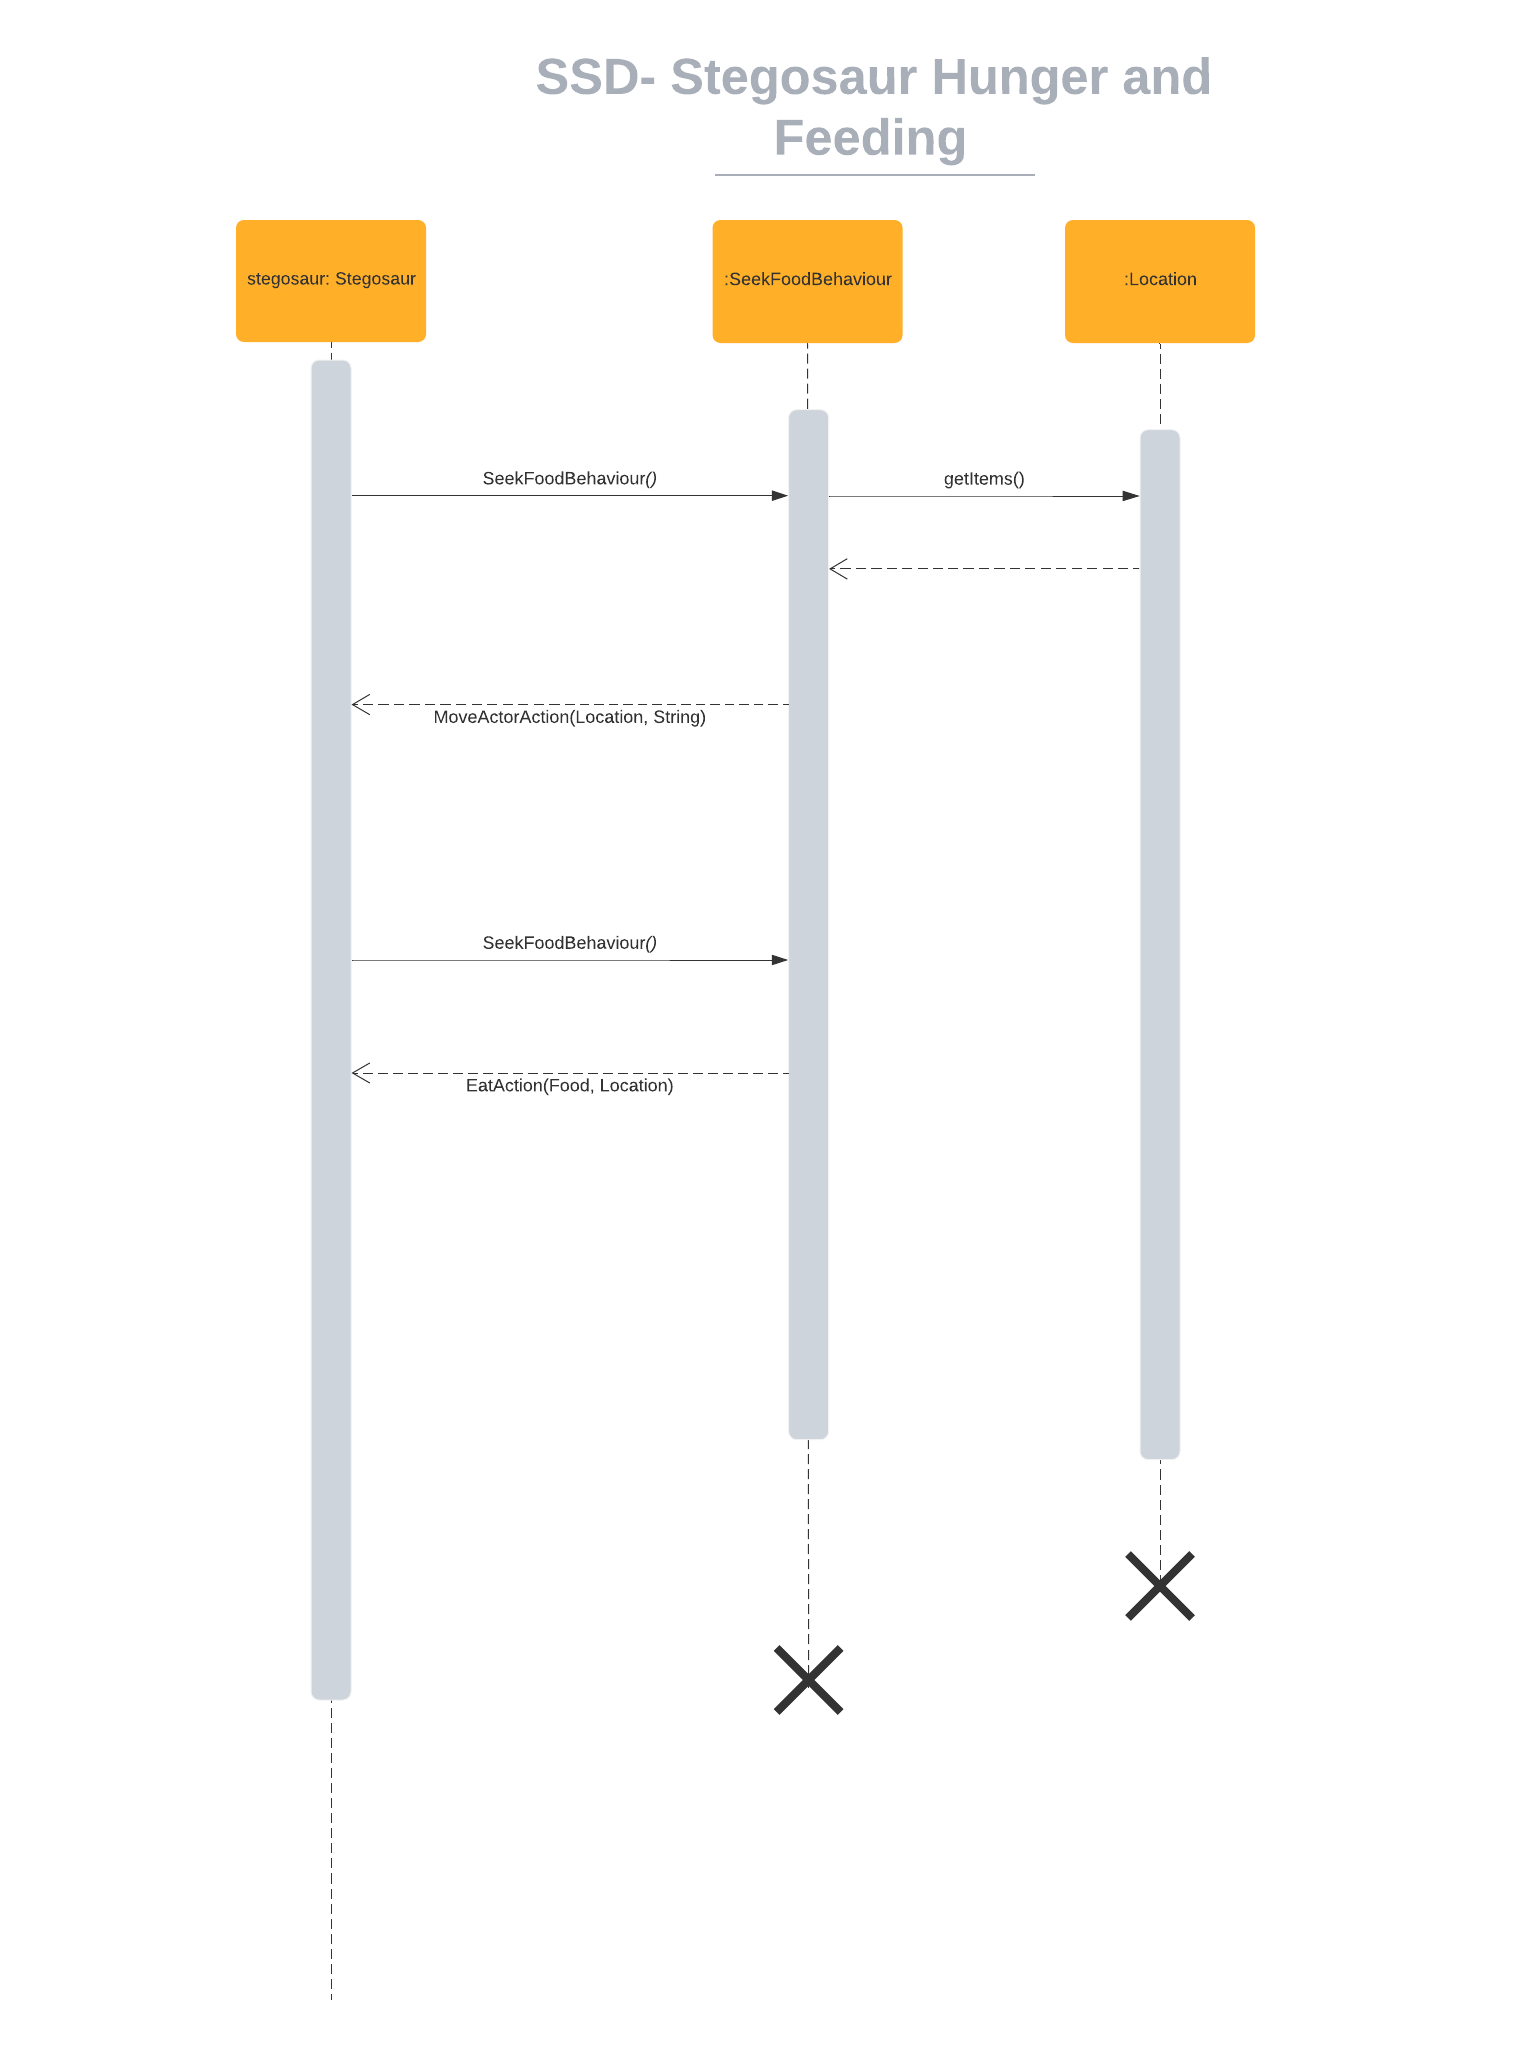 SSD- Stegosaur Hunger and
Feeding
stegosaur: Stegosaur
:SeekFoodBehaviour
:Location
SeekFoodBehaviour()
getItems()
MoveActorAction(Location, String)
SeekFoodBehaviour()
EatAction(Food, Location)